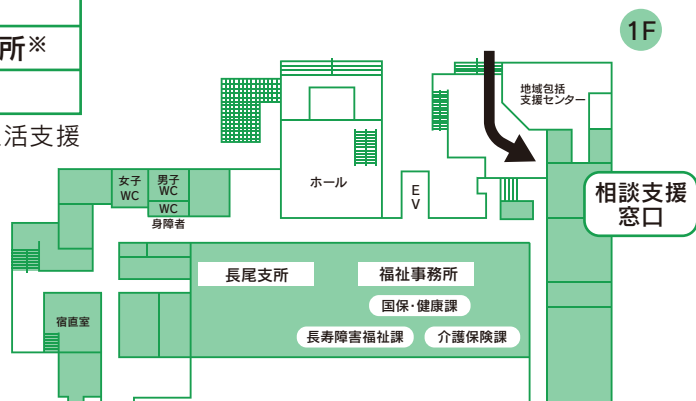 所※
活支援
1F
地域包括
支援センター
相談支援
窓口
ホール
EV
女子
WC
男子
WC
WC
身障者
長尾支所
福祉事務所
国保・健康課
長寿障害福祉課
介護保険課
宿直室